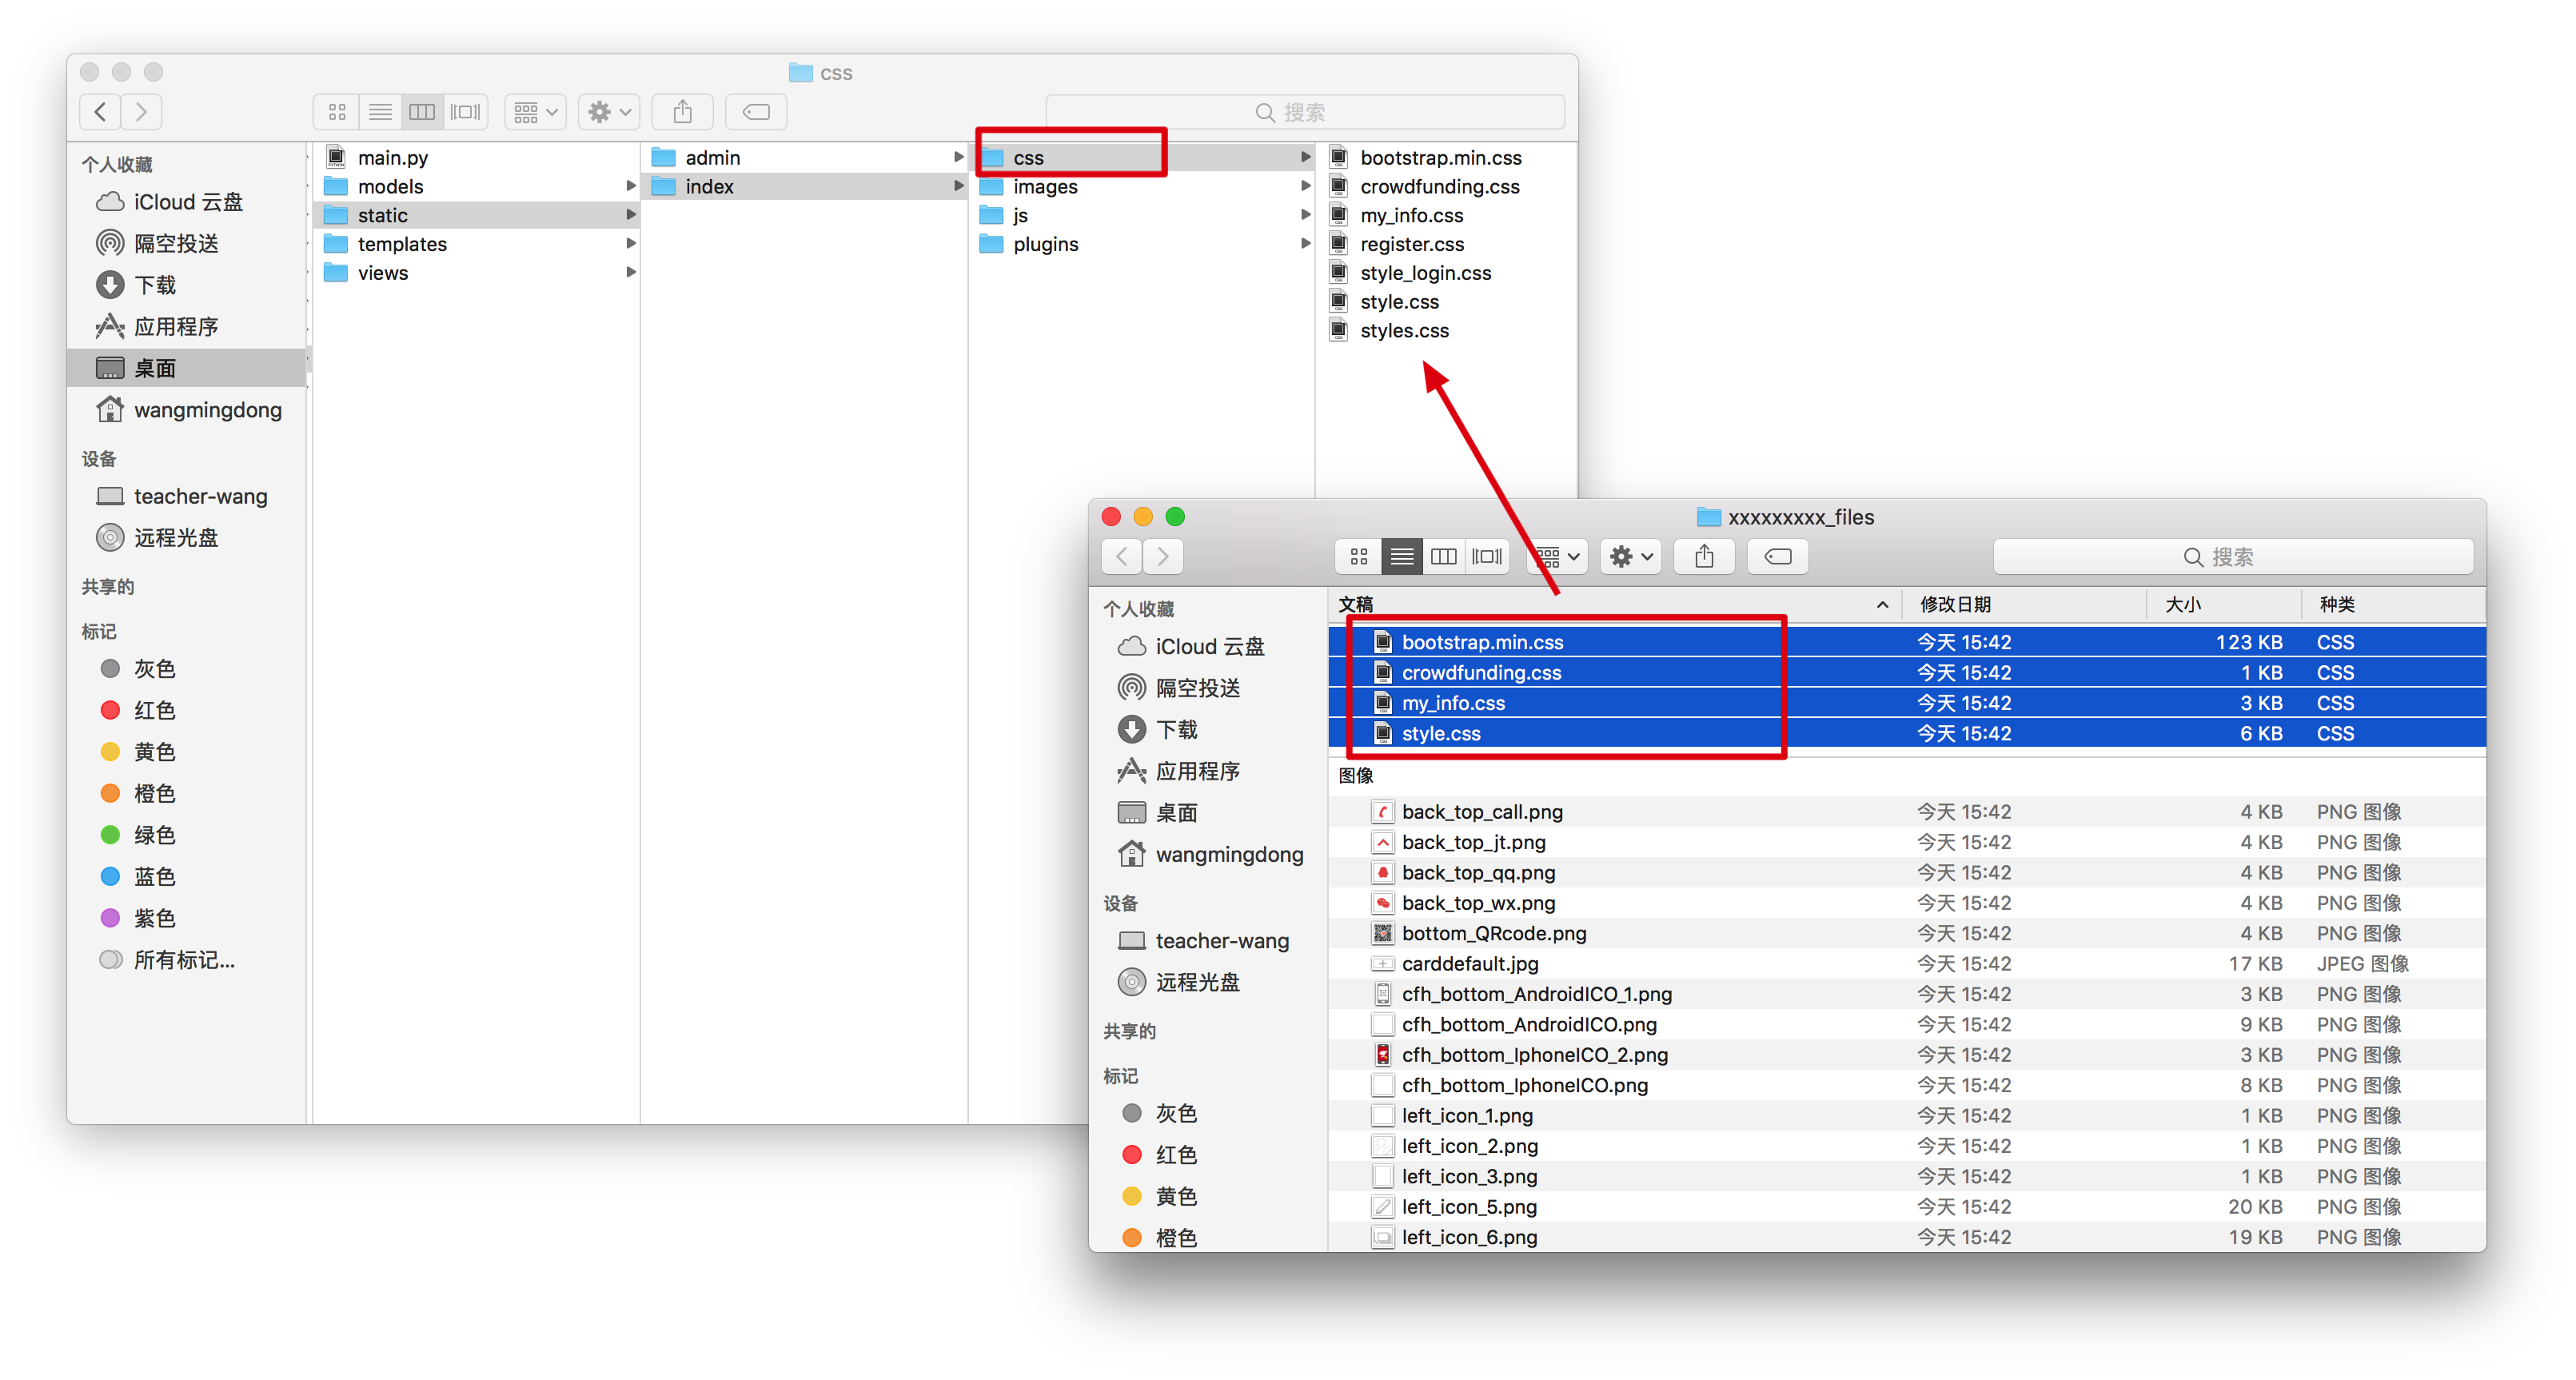 css
搜索
个人收藏
iCloud 云盘
隔空投送
下载
应用程序
桌面
wangmingdong
设备
teacher-wang
远程光盘
共享的
标记
灰色
红色
黄色
橙色
绿色
蓝色
紫色
所有标记...
main.py
models
static
templates
views
admin
index
css
images
js
plugins
bootstrap.min.css
crowdfunding.css
my_info.css
register.css
style_login.css
style.css
styles.css
xxxxxxxxx_files
搜索
个人收藏
iCloud 云盘
隔空投送
下载
应用程序
桌面
wangmingdong
设备
teacher-wang
远程光盘
共享的
标记
灰色
红色
黄色
橙色
文稿 修改日期 大小 种类
bootstrap.min.css 今天 15:42 123 KB CSS
crowdfunding.css 今天 15:42 1 KB CSS
my_info.css 今天 15:42 3 KB CSS
style.css 今天 15:42 6 KB CSS
图像
back_top_call.png 今天 15:42 4 KB PNG 图像
back_top_jt.png 今天 15:42 4 KB PNG 图像
back_top_qq.png 今天 15:42 4 KB PNG 图像
back_top_wx.png 今天 15:42 4 KB PNG 图像
bottom_QRcode.png 今天 15:42 4 KB PNG 图像
carddefault.jpg 今天 15:42 17 KB JPEG 图像
cfh_bottom_AndroidICO_1.png 今天 15:42 3 KB PNG 图像
cfh_bottom_AndroidICO.png 今天 15:42 9 KB PNG 图像
cfh_bottom_IphoneICO_2.png 今天 15:42 3 KB PNG 图像
cfh_bottom_IphoneICO.png 今天 15:42 8 KB PNG 图像
left_icon_1.png 今天 15:42 1 KB PNG 图像
left_icon_2.png 今天 15:42 1 KB PNG 图像
left_icon_3.png 今天 15:42 1 KB PNG 图像
left_icon_5.png 今天 15:42 20 KB PNG 图像
left_icon_6.png 今天 15:42 19 KB PNG 图像